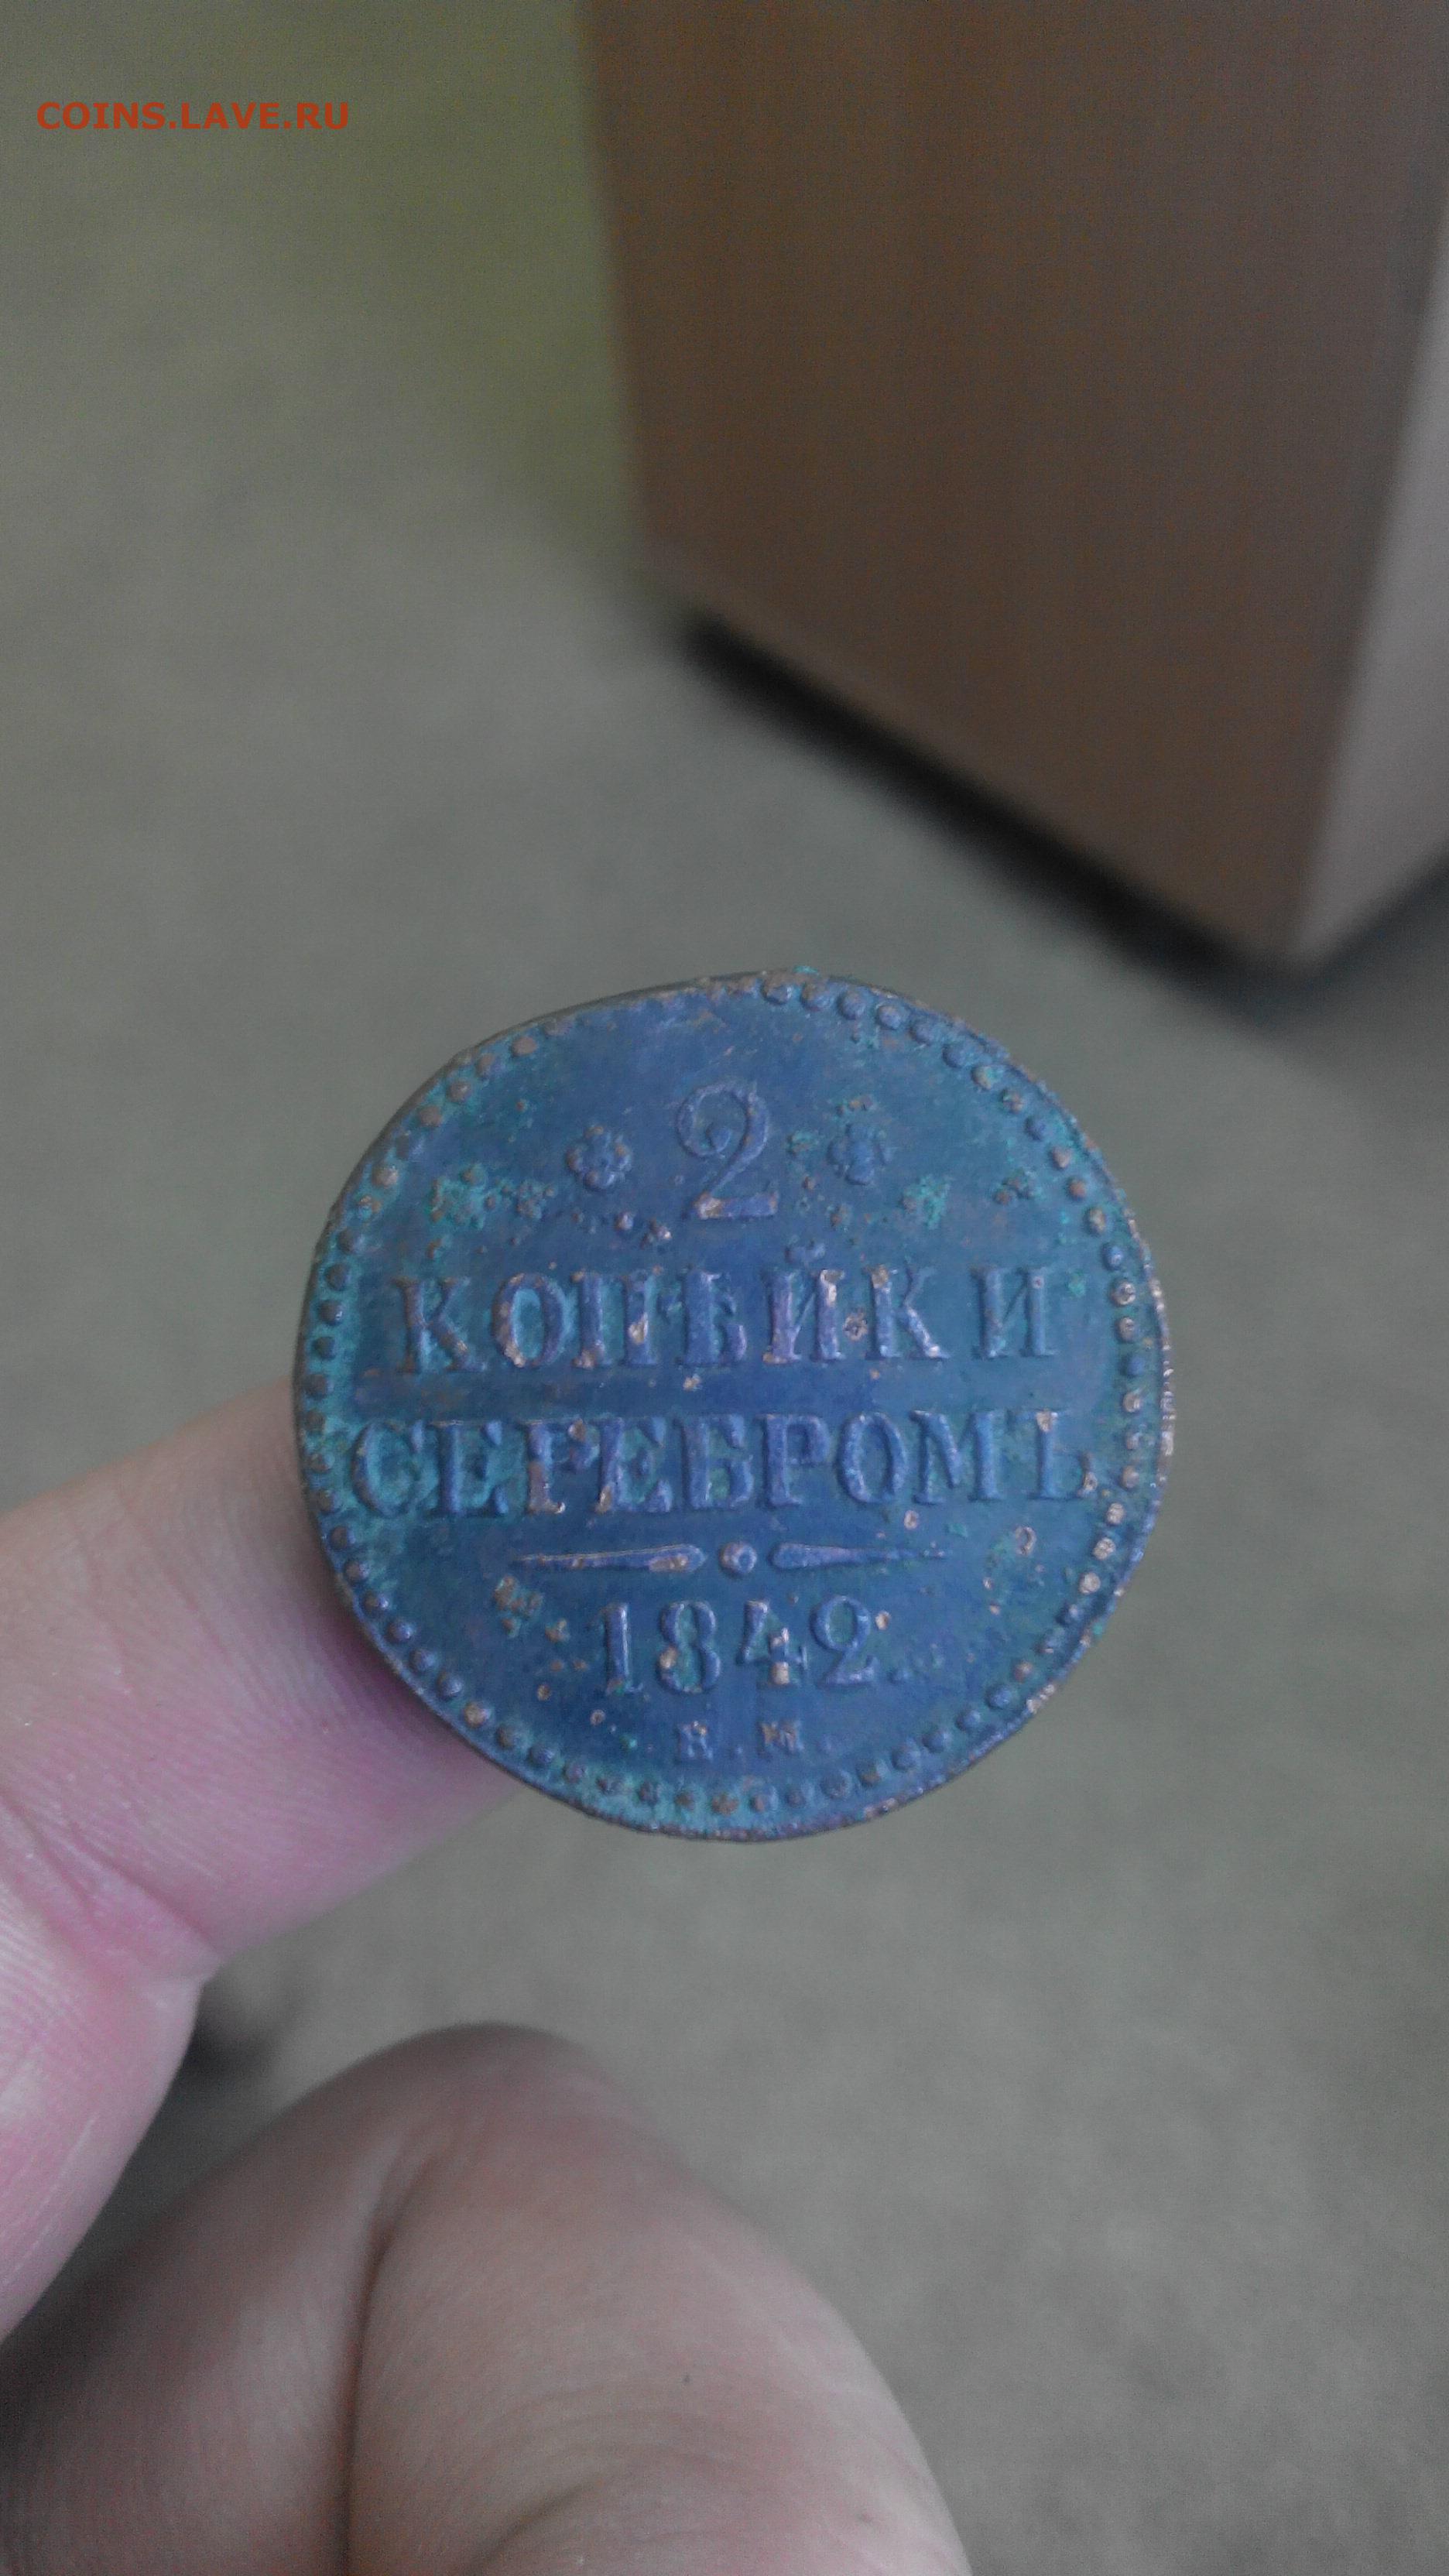 COINS.LAVE.RU
2
КОПѢЙКИ
СЕРЕБРОМЪ
1842.
Е.М.